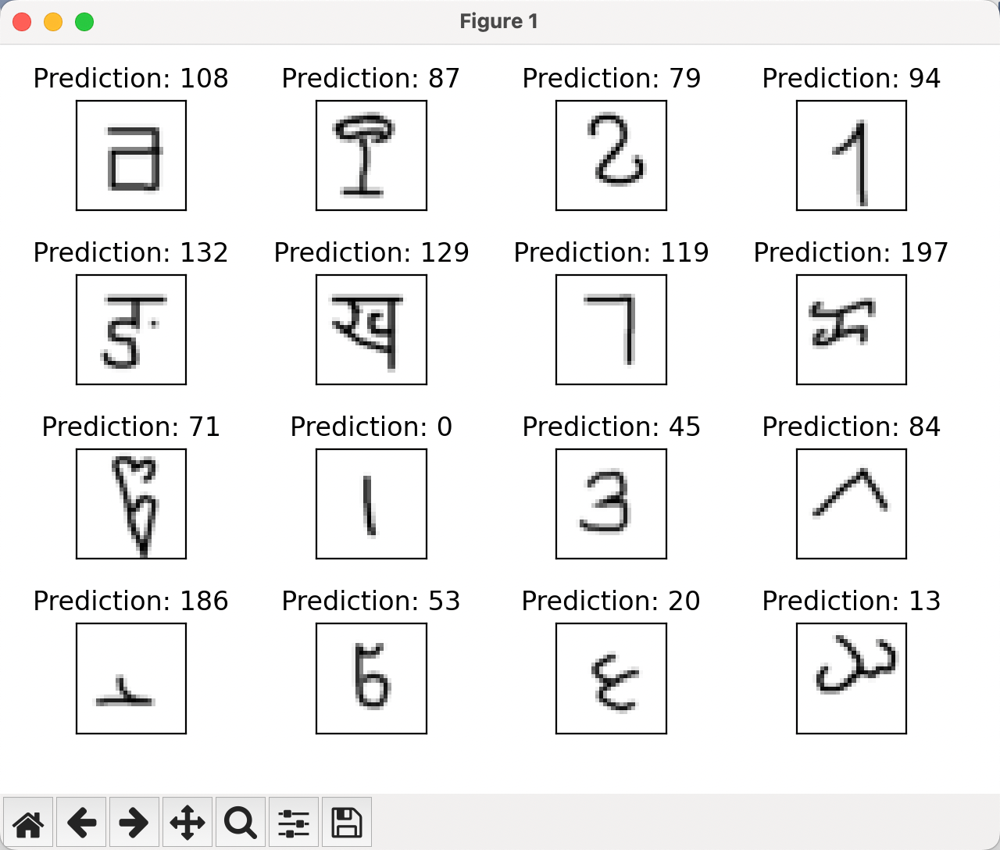 Figure 1
Prediction: 108 Prediction: 87 Prediction: 79 Prediction: 94
Prediction: 132 Prediction: 129 Prediction: 119 Prediction: 197
ङ ख
Prediction: 71 Prediction: 0 Prediction: 45 Prediction: 84
Prediction: 186 Prediction: 53 Prediction: 20 Prediction: 13